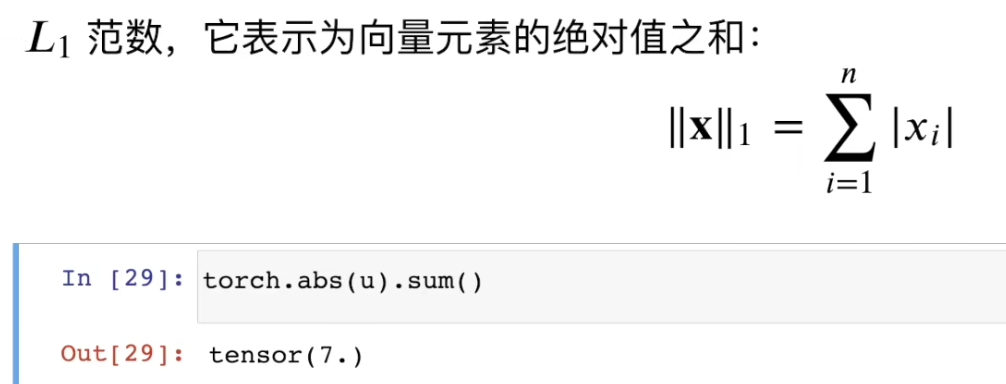 L₁ 范数，它表示为向量元素的绝对值之和：
‖x‖₁ = ∑ᵢ₌₁ⁿ |xᵢ|
In [29]: torch.abs(u).sum()
Out[29]: tensor(7.)